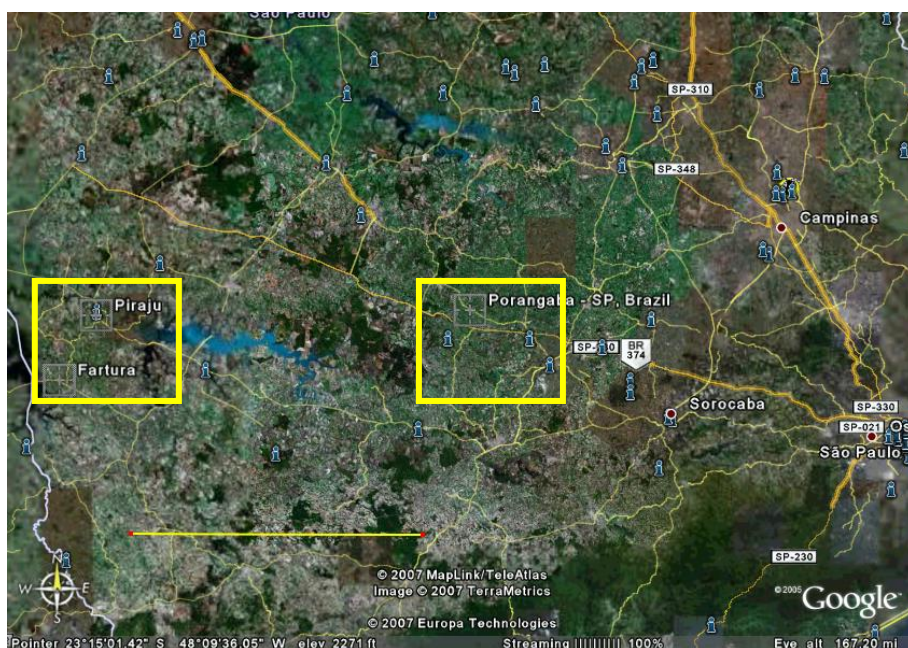 São Paulo
SP-310
SP-348
Campinas
Piraju
Porangaba - SP, Brazil
BR
374
Fartura
Sorocaba
SP-330
SP-021
Os
São Paulo
N
W E
S
SP-230
© 2007 MapLink/TeleAtlas
Image © 2007 TerraMetrics
© 2005 Google
© 2007 Europa Technologies
Pointer 23°15'01.42" S 48°09'36.05" W elev 2271 ft Streaming 100% Eye alt 167.20 mi